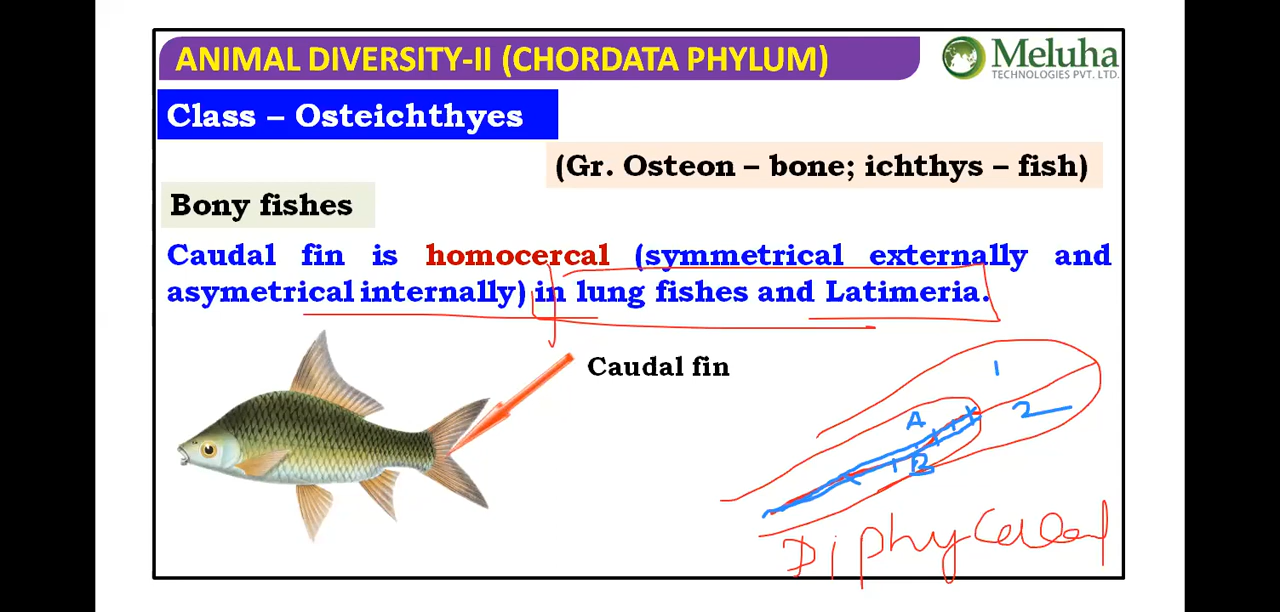 ANIMAL DIVERSITY-II (CHORDATA PHYLUM)
Meluha
TECHNOLOGIES PVT. LTD.
Class – Osteichthyes
(Gr. Osteon – bone; ichthys – fish)
Bony fishes
Caudal fin is homocercal (symmetrical externally and
asymetrical internally) in lung fishes and Latimeria.
Caudal fin
1
A
2
B
Diphycercal